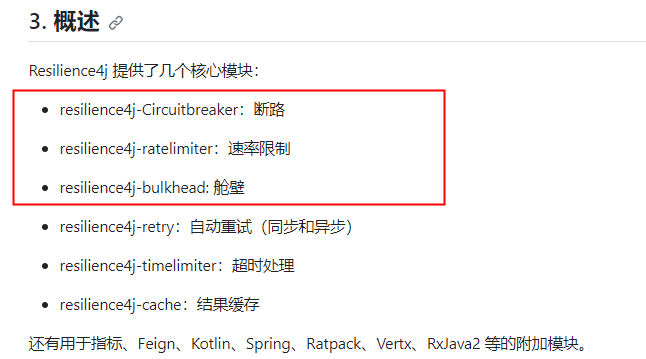 3. 概述
Resilience4j 提供了几个核心模块：
resilience4j-Circuitbreaker：断路
resilience4j-ratelimiter：速率限制
resilience4j-bulkhead: 舱壁
resilience4j-retry：自动重试（同步和异步）
resilience4j-timelimiter：超时处理
resilience4j-cache：结果缓存
还有用于指标、Feign、Kotlin、Spring、Ratpack、Vertx、RxJava2 等的附加模块。